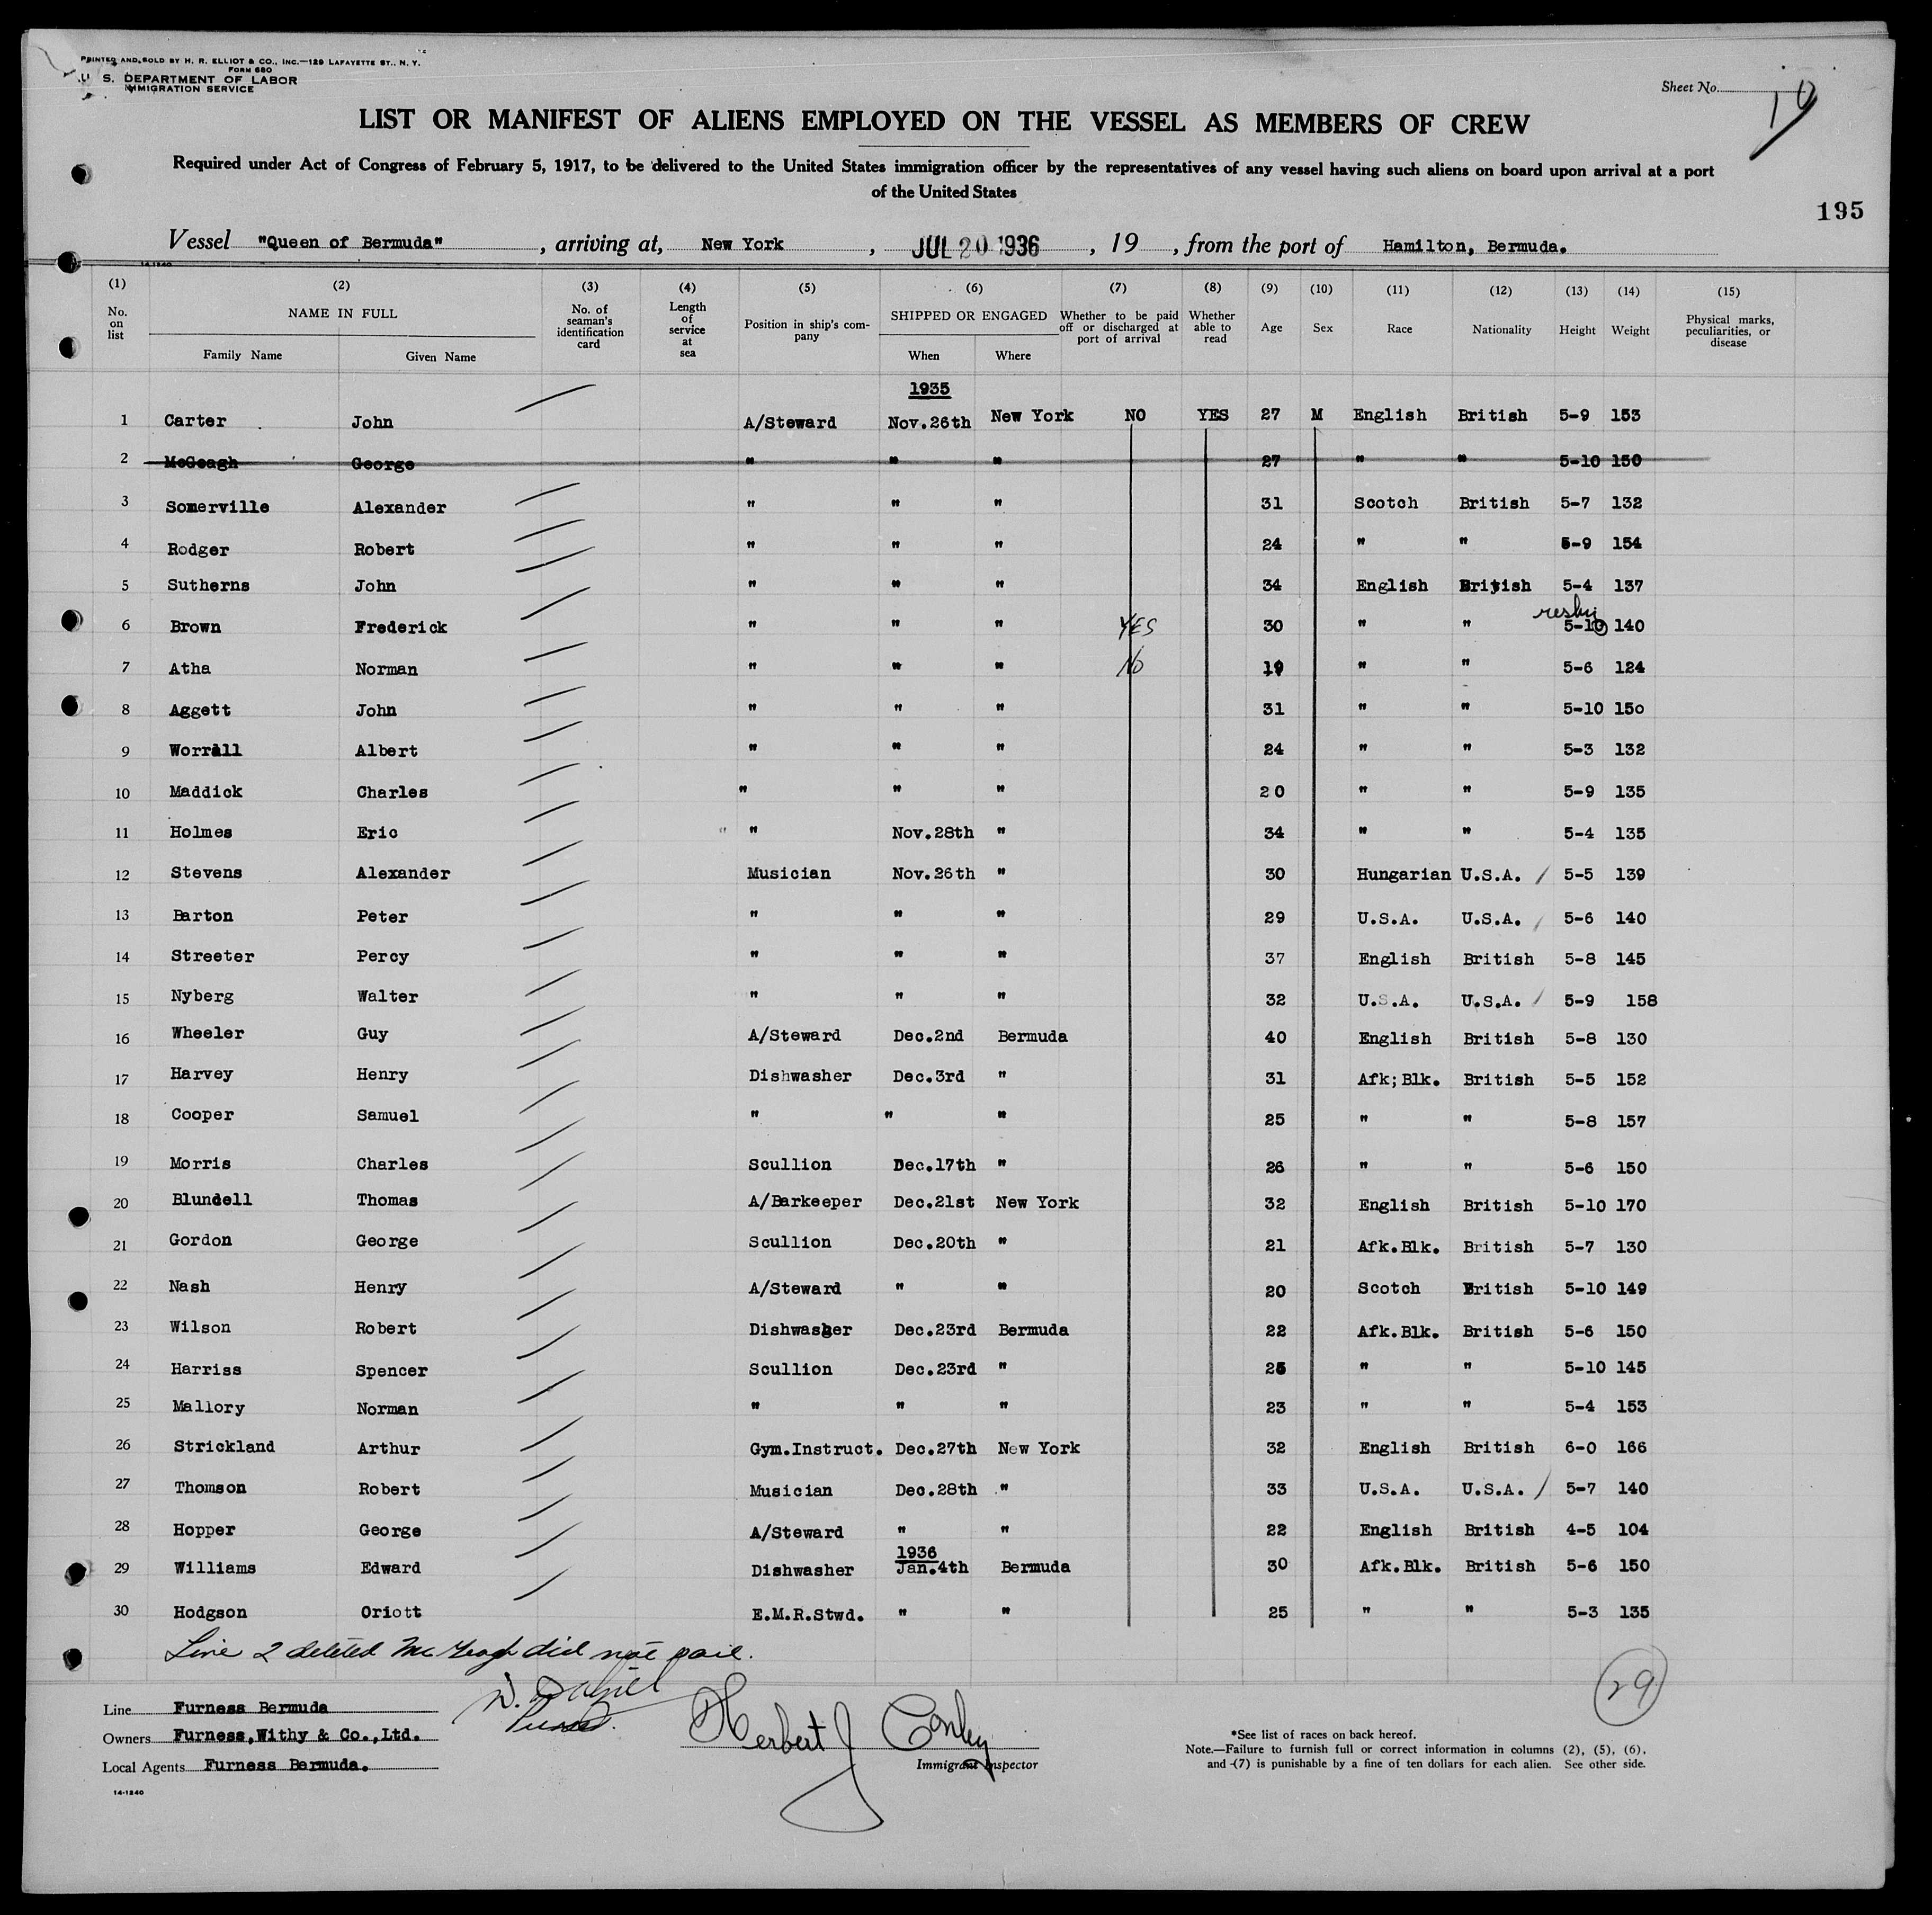 PRINTED AND SOLD BY H. R. ELLIOT & CO., INC.—129 LAFAYETTE ST., N. Y.
FORM 680
U. S. DEPARTMENT OF LABOR
IMMIGRATION SERVICE
Sheet No. 10
LIST OR MANIFEST OF ALIENS EMPLOYED ON THE VESSEL AS MEMBERS OF CREW
Required under Act of Congress of February 5, 1917, to be delivered to the United States immigration officer by the representatives of any vessel having such aliens on board upon arrival at a port
of the United States
195
Vessel "Queen of Bermuda", arriving at, New York, JUL 20 1936, 19, from the port of Hamilton, Bermuda.
14-1240
(1) (2) (3) (4) (5) (6) (7) (8) (9) (10) (11) (12) (13) (14) (15)
No. on list NAME IN FULL Family Name Given Name No. of seaman's identification card Length of service at sea Position in ship's company SHIPPED OR ENGAGED When Where Whether to be paid off or discharged at port of arrival Whether able to read Age Sex Race Nationality Height Weight Physical marks, peculiarities, or disease
1935
1 Carter John A/Steward Nov.26th New York NO YES 27 M English British 5-9 153
2 McGeagh George " " " 27 " " 5-10 150
3 Somerville Alexander " " " 31 Scotch British 5-7 132
4 Rodger Robert " " " 24 " " 5-9 154
5 Sutherns John " " " 34 English British 5-4 137
6 Brown Frederick " " " YES 30 " " 5-10 140
7 Atha Norman " " " No 19 " " 5-6 124
8 Aggett John " " " 31 " " 5-10 150
9 Worrall Albert " " " 24 " " 5-3 132
10 Maddick Charles " " " 20 " " 5-9 135
11 Holmes Eric " Nov.28th " 34 " " 5-4 135
12 Stevens Alexander Musician Nov.26th " 30 Hungarian U.S.A. / 5-5 139
13 Barton Peter " " " 29 U.S.A. U.S.A. / 5-6 140
14 Streeter Percy " " " 37 English British 5-8 145
15 Nyberg Walter " " " 32 U.S.A. U.S.A. / 5-9 158
16 Wheeler Guy A/Steward Dec.2nd Bermuda 40 English British 5-8 130
17 Harvey Henry Dishwasher Dec.3rd " 31 Afk;Blk. British 5-5 152
18 Cooper Samuel " " " 25 " " 5-8 157
19 Morris Charles Scullion Dec.17th " 26 " " 5-6 150
20 Blundell Thomas A/Barkeeper Dec.21st New York 32 English British 5-10 170
21 Gordon George Scullion Dec.20th " 21 Afk.Blk. British 5-7 130
22 Nash Henry A/Steward " " 20 Scotch British 5-10 149
23 Wilson Robert Dishwasher Dec.23rd Bermuda 22 Afk.Blk. British 5-6 150
24 Harriss Spencer Scullion Dec.23rd " " " 5-10 145
25 Mallory Norman " " " 23 " " 5-4 153
26 Strickland Arthur Gym.Instruct. Dec.27th New York 32 English British 6-0 166
27 Thomson Robert Musician Dec.28th " 33 U.S.A. U.S.A. / 5-7 140
28 Hopper George A/Steward " " 22 English British 4-5 104
1936
29 Williams Edward Dishwasher Jan.4th Bermuda 30 Afk.Blk. British 5-6 150
30 Hodgson Oriott E.M.R.Stwd. " " 25 " " 5-3 135
Line 2 deleted McGeagh did not sail.
29
Line Furness Bermuda
Owners Furness,Withy & Co.,Ltd.
Local Agents Furness Bermuda.
Purser.
Herbert J Conley
Immigrant Inspector
*See list of races on back hereof.
Note.—Failure to furnish full or correct information in columns (2), (5), (6),
and (7) is punishable by a fine of ten dollars for each alien. See other side.
14-1240